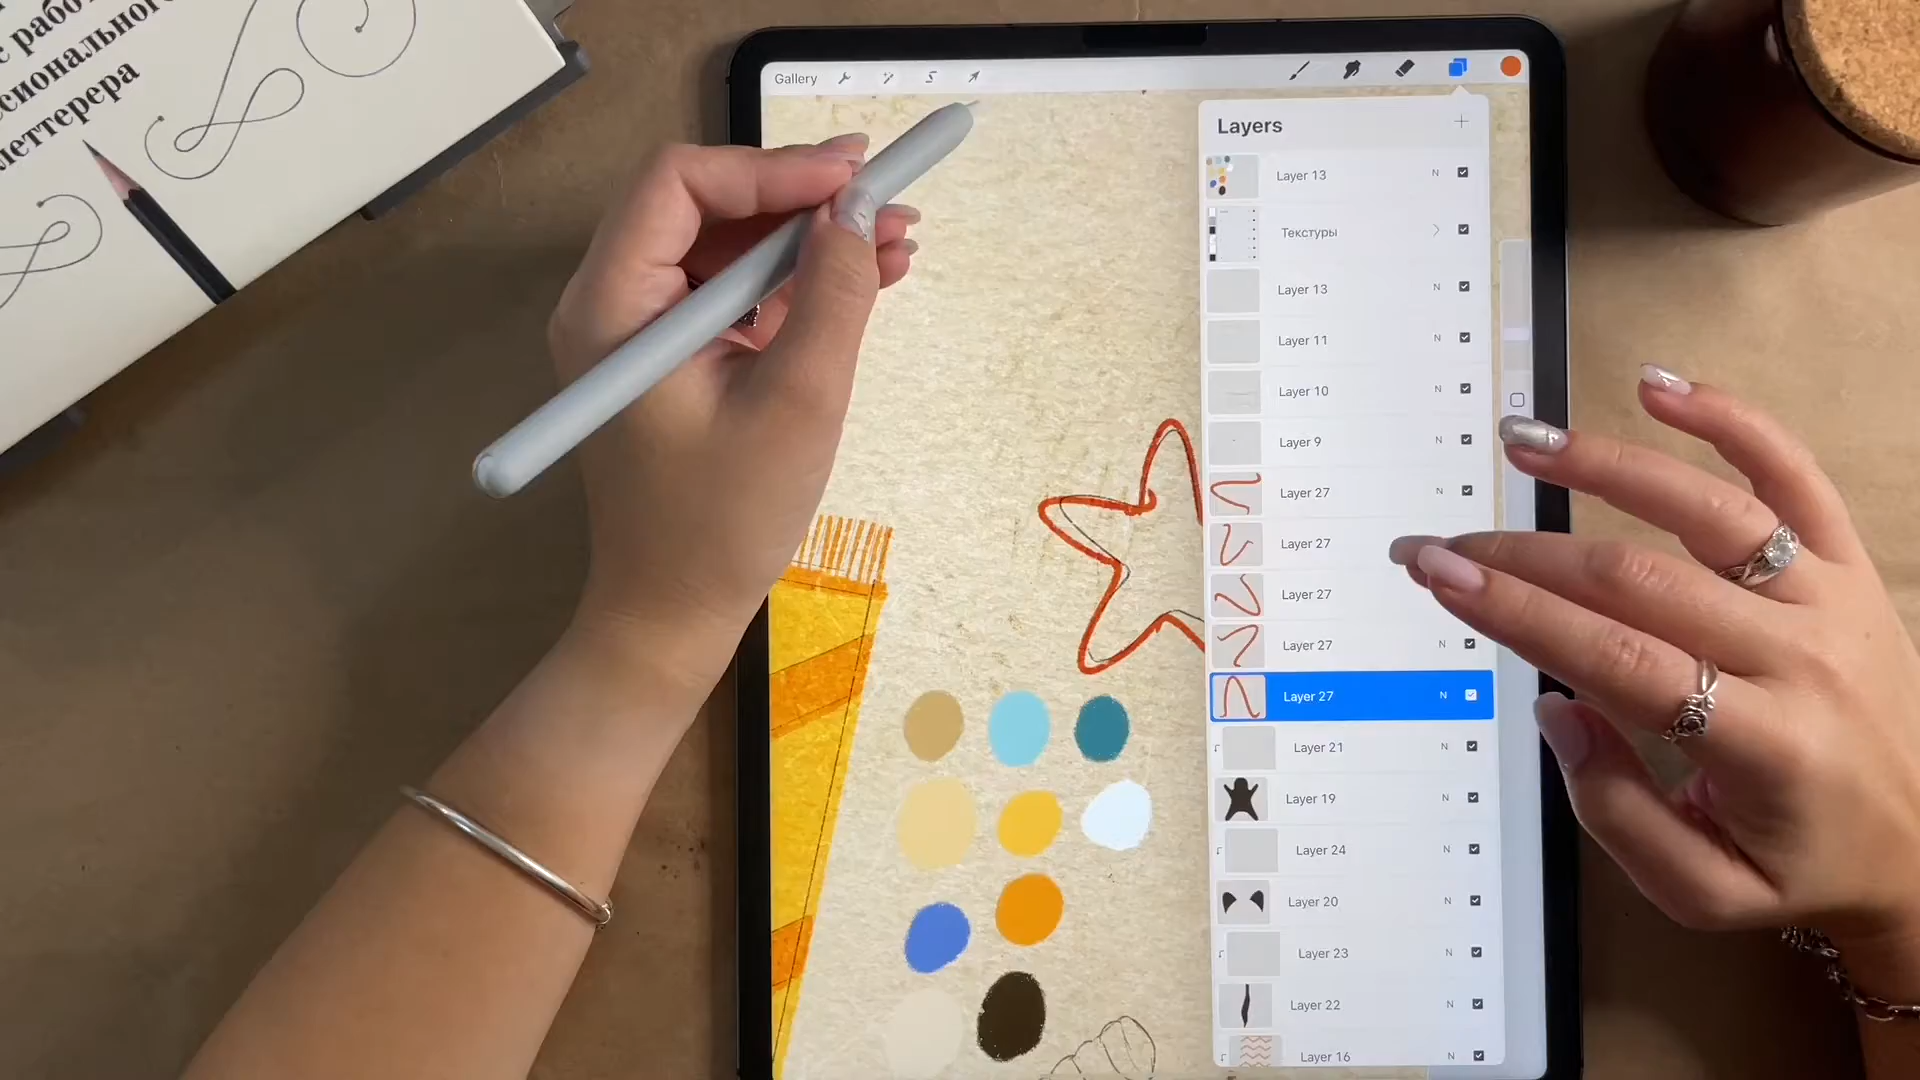 с рабо
ссионально
леттерера
Gallery
Layers
Layer 13 N
Текстуры
Layer 13 N
Layer 11 N
Layer 10 N
Layer 9 N
Layer 27 N
Layer 27
Layer 27
Layer 27 N
Layer 27 N
Layer 21 N
Layer 19 N
Layer 24 N
Layer 20 N
Layer 23 N
Layer 22 N
Layer 16 N